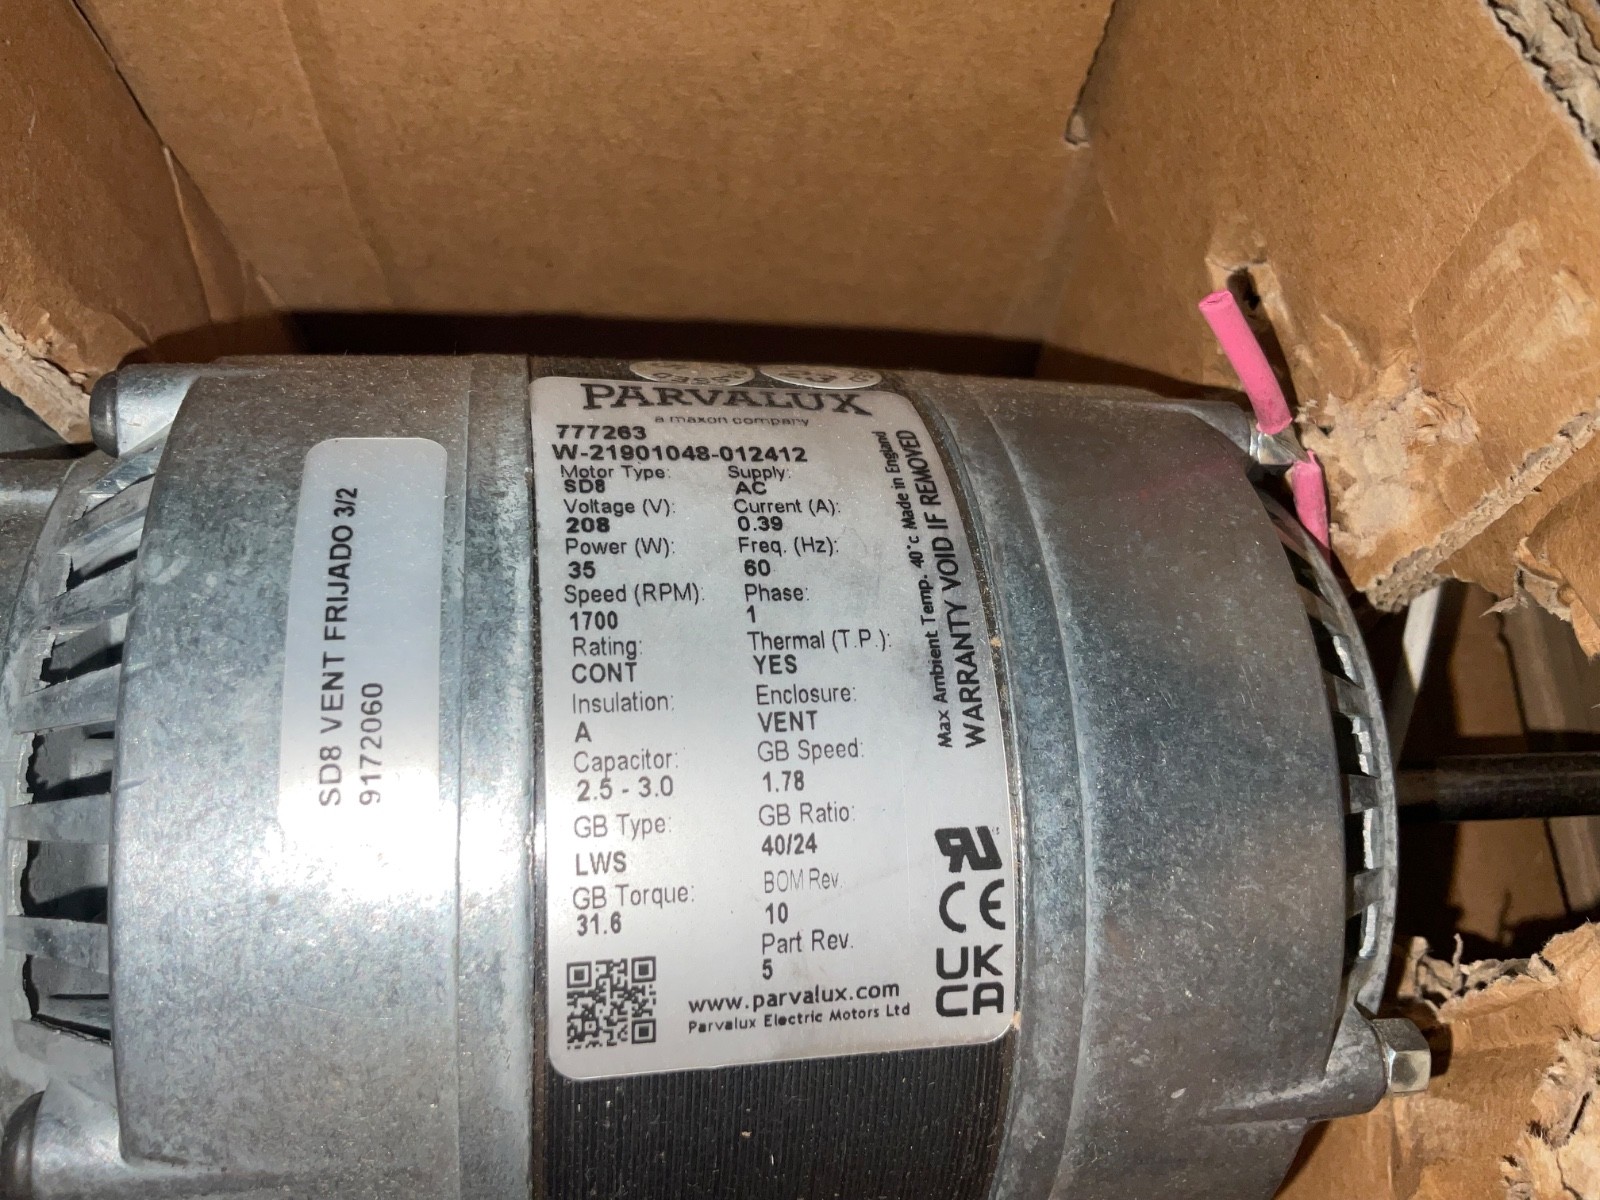 PARVALUX
a maxon company
777263
W-21901048-012412
Motor Type: Supply:
SD8 AC
Voltage (V): Current (A):
208 0.39
Power (W): Freq. (Hz):
35 60
Speed (RPM): Phase:
1700 1
Rating: Thermal (T.P.):
CONT YES
Insulation: Enclosure:
A VENT
Capacitor: GB Speed:
2.5 - 3.0 1.78
GB Type: GB Ratio:
LWS 40/24
GB Torque: BOM Rev.
31.6 10
Part Rev.
5
www.parvalux.com
Parvalux Electric Motors Ltd
Max Ambient Temp. 40°c Made in England
WARRANTY VOID IF REMOVED
CE
UK
CA
SD8 VENT FRIJADO 3/2
9172060